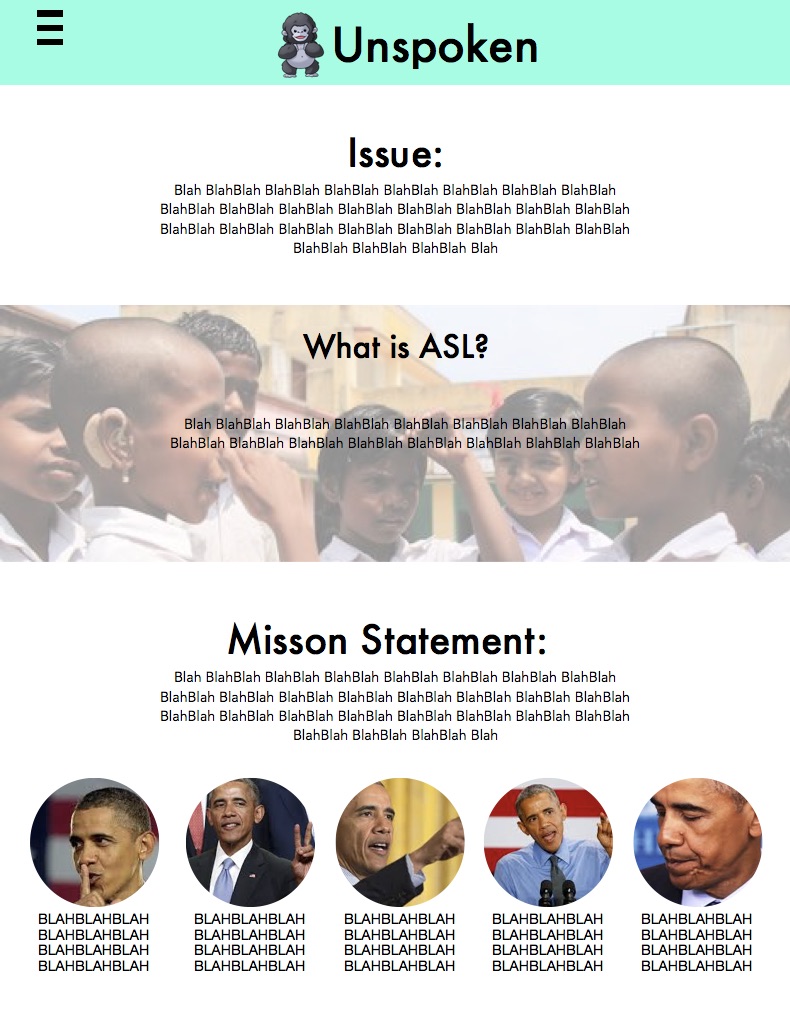 Unspoken
Issue:
Blah BlahBlah BlahBlah BlahBlah BlahBlah BlahBlah BlahBlah BlahBlah
BlahBlah BlahBlah BlahBlah BlahBlah BlahBlah BlahBlah BlahBlah BlahBlah
BlahBlah BlahBlah BlahBlah BlahBlah BlahBlah BlahBlah BlahBlah BlahBlah
BlahBlah BlahBlah BlahBlah Blah
What is ASL?
Blah BlahBlah BlahBlah BlahBlah BlahBlah BlahBlah BlahBlah BlahBlah
BlahBlah BlahBlah BlahBlah BlahBlah BlahBlah BlahBlah BlahBlah BlahBlah
Misson Statement:
Blah BlahBlah BlahBlah BlahBlah BlahBlah BlahBlah BlahBlah BlahBlah
BlahBlah BlahBlah BlahBlah BlahBlah BlahBlah BlahBlah BlahBlah BlahBlah
BlahBlah BlahBlah BlahBlah BlahBlah BlahBlah BlahBlah BlahBlah BlahBlah
BlahBlah BlahBlah BlahBlah Blah
BLAHBLAHBLAH BLAHBLAHBLAH BLAHBLAHBLAH BLAHBLAHBLAH BLAHBLAHBLAH
BLAHBLAHBLAH BLAHBLAHBLAH BLAHBLAHBLAH BLAHBLAHBLAH BLAHBLAHBLAH
BLAHBLAHBLAH BLAHBLAHBLAH BLAHBLAHBLAH BLAHBLAHBLAH BLAHBLAHBLAH
BLAHBLAHBLAH BLAHBLAHBLAH BLAHBLAHBLAH BLAHBLAHBLAH BLAHBLAHBLAH